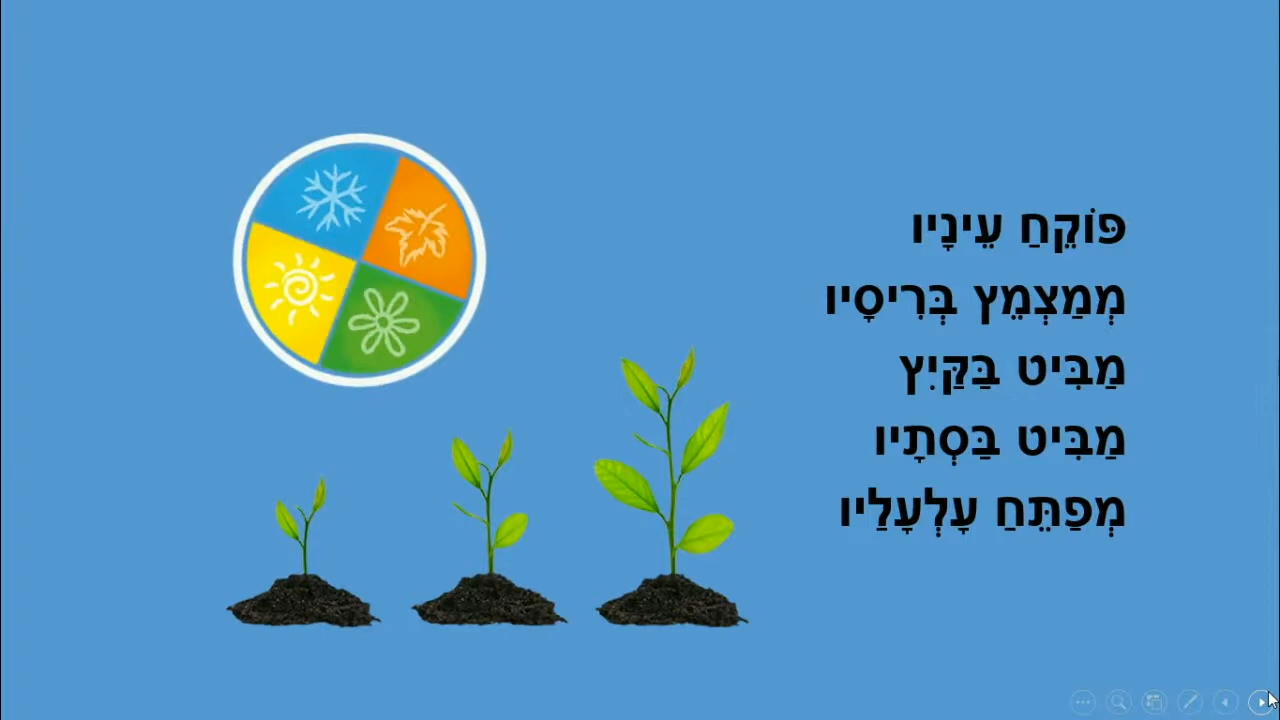 פּוֹקֵחַ עֵינָיו
מְמַצְמֵץ בְּרִיסָיו
מַבִּיט בַּקַּיִץ
מַבִּיט בַּסְתָיו
מְפַתֵּחַ עָלְעָלַיו